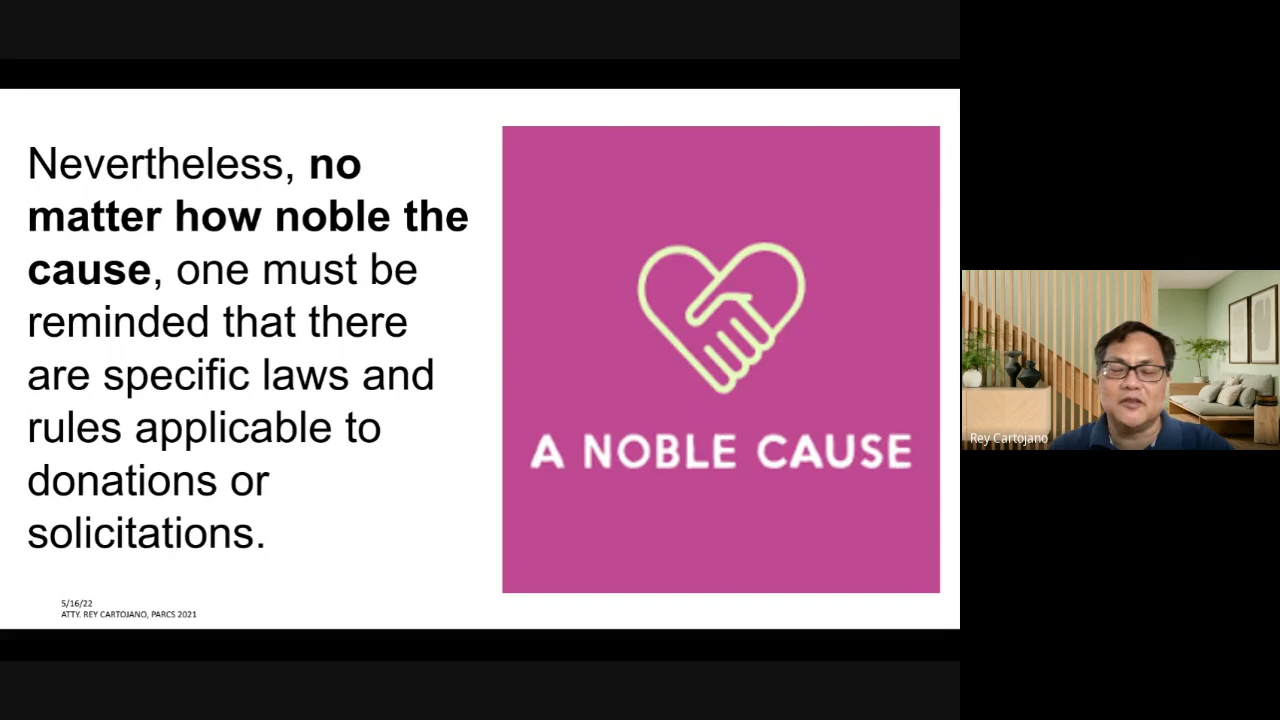 Nevertheless, no
matter how noble the
cause, one must be
reminded that there
are specific laws and
rules applicable to
donations or
solicitations.
A NOBLE CAUSE
5/16/22
ATTY. REY CARTOJANO, PARCS 2021
Rey Cartojano